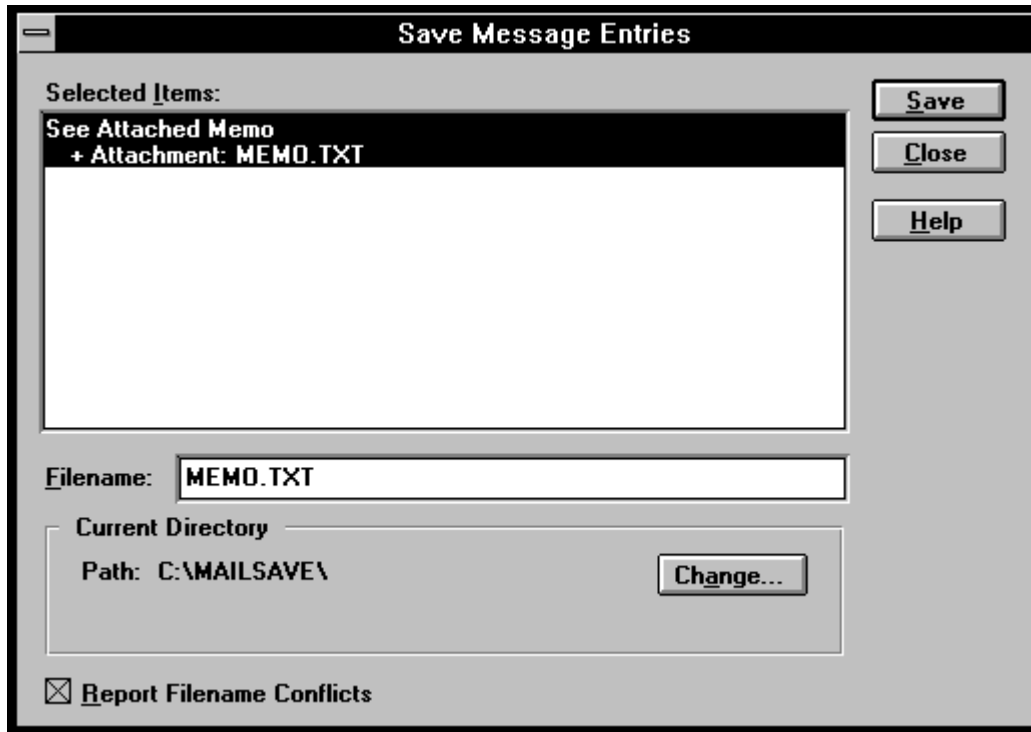 Save Message Entries
Selected Items:
See Attached Memo
+ Attachment: MEMO.TXT
Save
Close
Help
Filename: MEMO.TXT
Current Directory
Path: C:\MAILSAVE\
Change...
Report Filename Conflicts